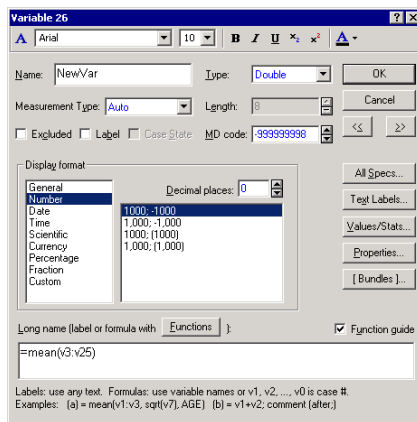 Variable 26 ? X
A Arial 10 B I U x₂ x² A
Name: NewVar Type: Double OK
Measurement Type: Auto Length: 8 Cancel
Excluded Label Case State MD code: -999999998 << >>
Display format
General
Number
Date
Time
Scientific
Currency
Percentage
Fraction
Custom
Decimal places: 0
1000; -1000
1,000; -1,000
1000; (1000)
1,000; (1,000)
All Specs...
Text Labels...
Values/Stats...
Properties...
[ Bundles ]...
Long name (label or formula with Functions ): Function guide
=mean(v3:v25)
Labels: use any text. Formulas: use variable names or v1, v2, ..., v0 is case #.
Examples: (a) = mean(v1:v3, sqrt(v7), AGE) (b) = v1+v2; comment (after;)